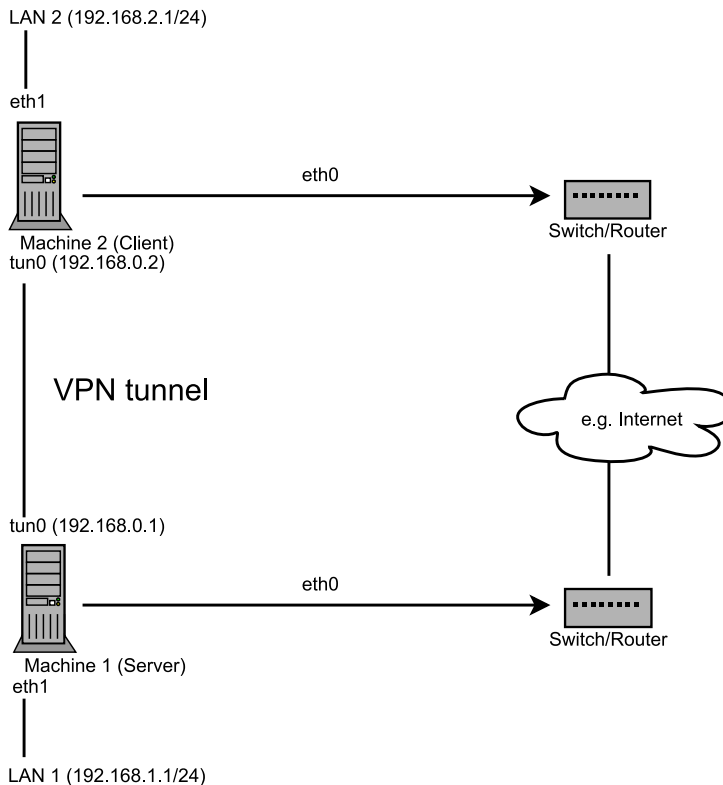 LAN 2 (192.168.2.1/24)
eth1
eth0
Machine 2 (Client)
Switch/Router
tun0 (192.168.0.2)
VPN tunnel
e.g. Internet
tun0 (192.168.0.1)
eth0
Machine 1 (Server)
Switch/Router
eth1
LAN 1 (192.168.1.1/24)